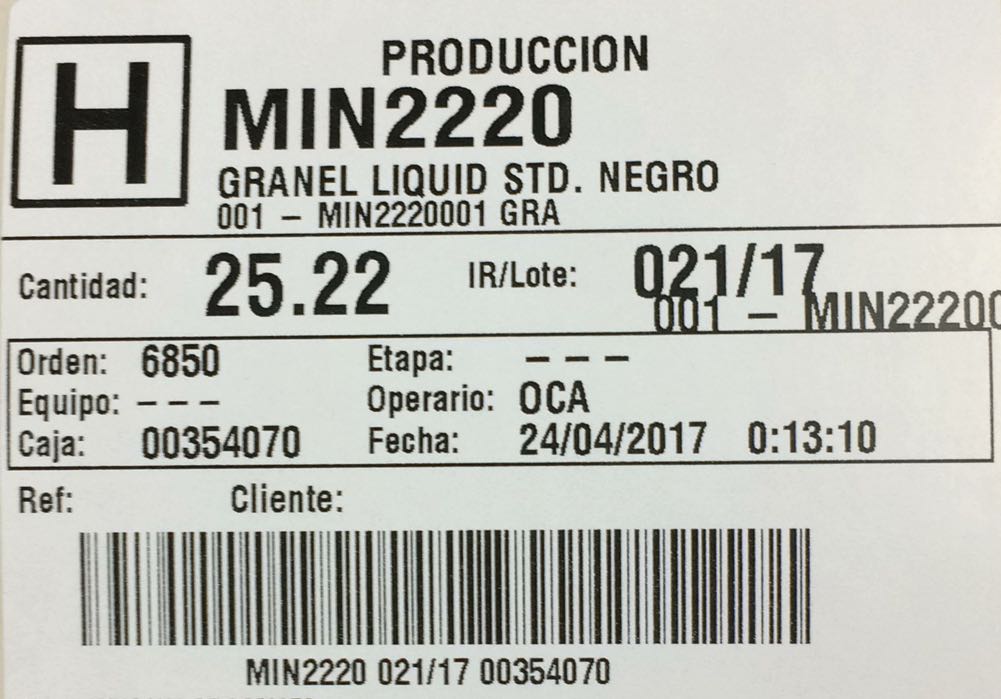 H
PRODUCCION
MIN2220
GRANEL LIQUID STD. NEGRO
001 – MIN2220001 GRA
Cantidad: 25.22 IR/Lote: 021/17
001 – MIN2220
Orden: 6850 Etapa: – – –
Equipo: – – – Operario: OCA
Caja: 00354070 Fecha: 24/04/2017 0:13:10
Ref: Cliente:
MIN2220 021/17 00354070